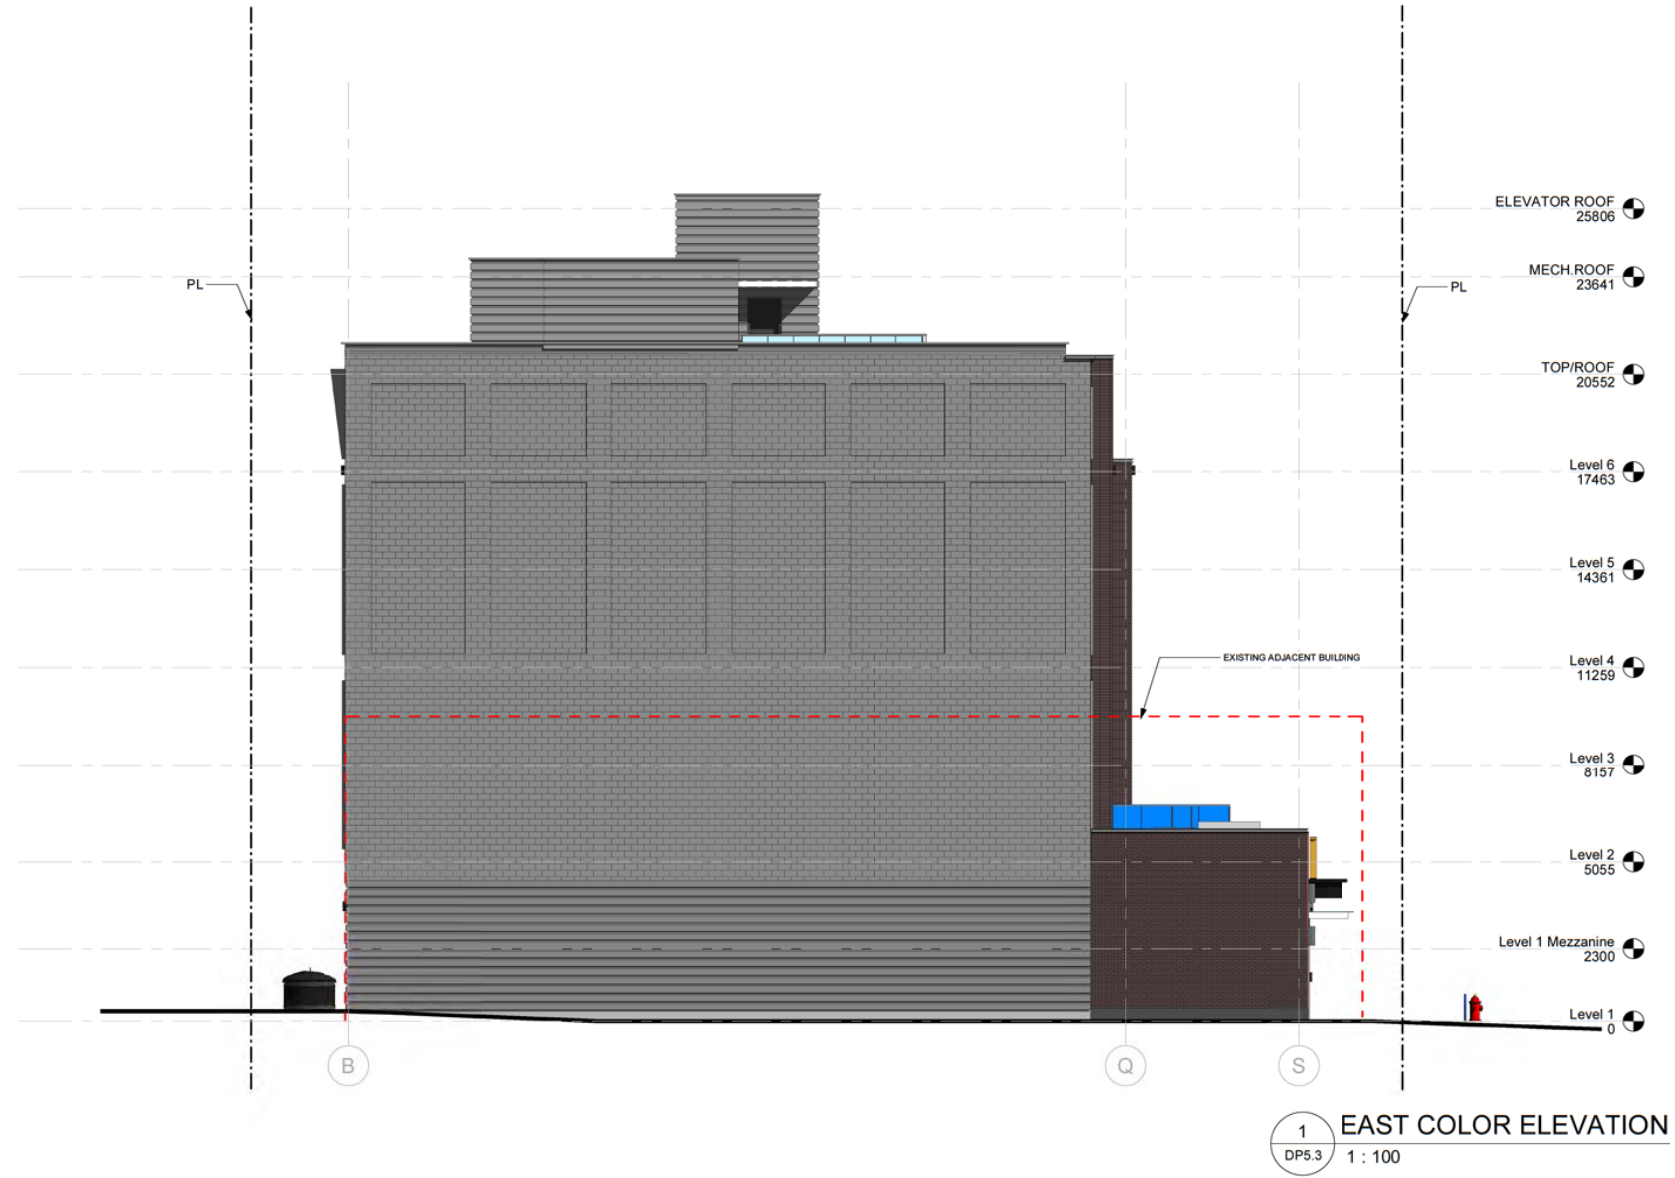 ELEVATOR ROOF
25806
MECH.ROOF
23641
PL
PL
TOP/ROOF
20552
Level 6
17463
Level 5
14361
EXISTING ADJACENT BUILDING
Level 4
11259
Level 3
8157
Level 2
5055
Level 1 Mezzanine
2300
Level 1
0
B
Q
S
1
DP5.3
EAST COLOR ELEVATION
1 : 100